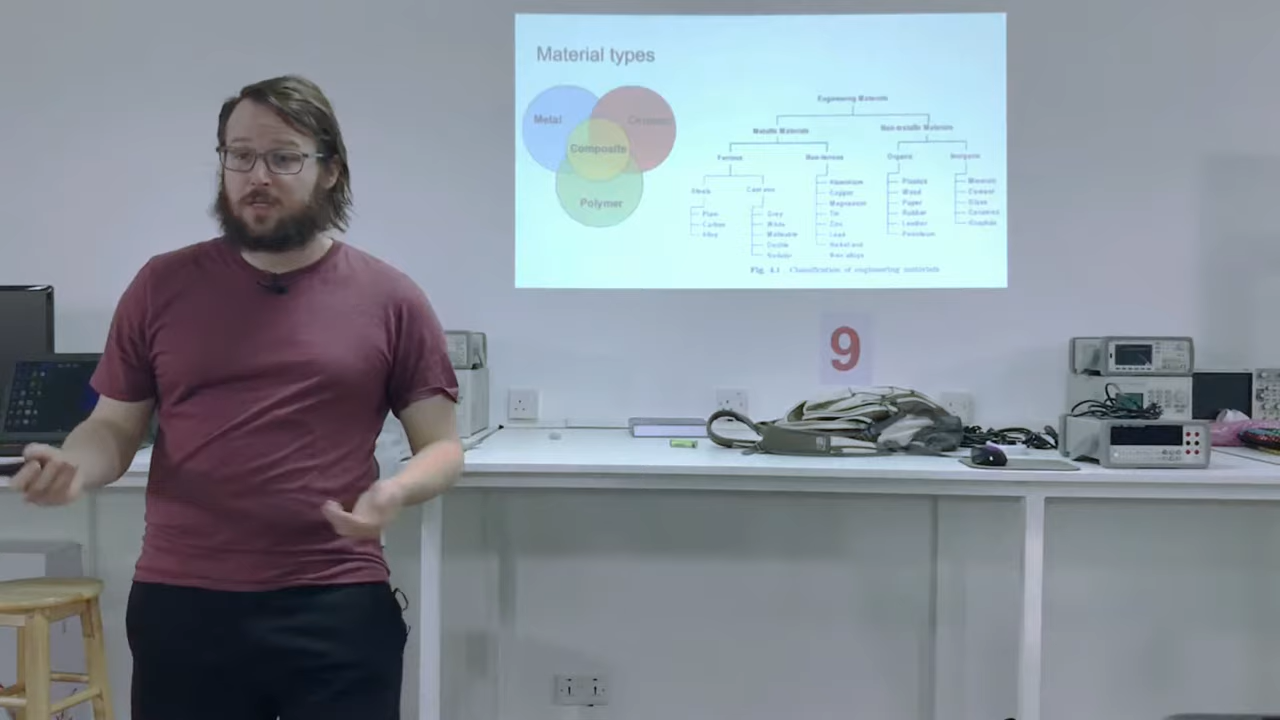 Material types
Metal
Ceramic
Composite
Polymer
Engineering Materials
Metallic Materials
Non-metallic Materials
Ferrous
Non-ferrous
Organic
Inorganic
Steels
Cast iron
Plain
Carbon
Alloy
Grey
White
Malleable
Ductile
Nodular
Aluminium
Copper
Magnesium
Tin
Zinc
Lead
Plastics
Wood
Paper
Rubber
Leather
Petroleum
Minerals
Cement
Glass
Ceramics
Graphite
Fig. 4.1 Classification of engineering materials
9